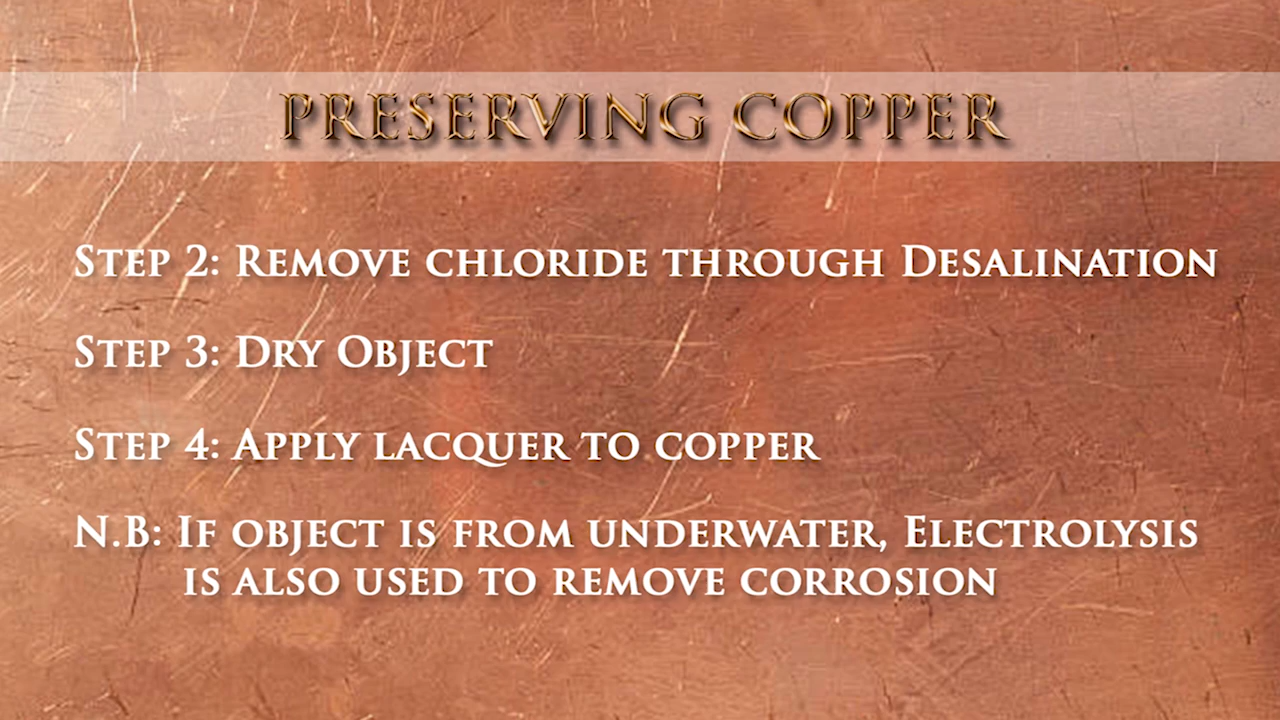 PRESERVING COPPER
Step 2: Remove chloride through Desalination
Step 3: Dry Object
Step 4: Apply lacquer to copper
N.B: If object is from underwater, Electrolysis
is also used to remove corrosion